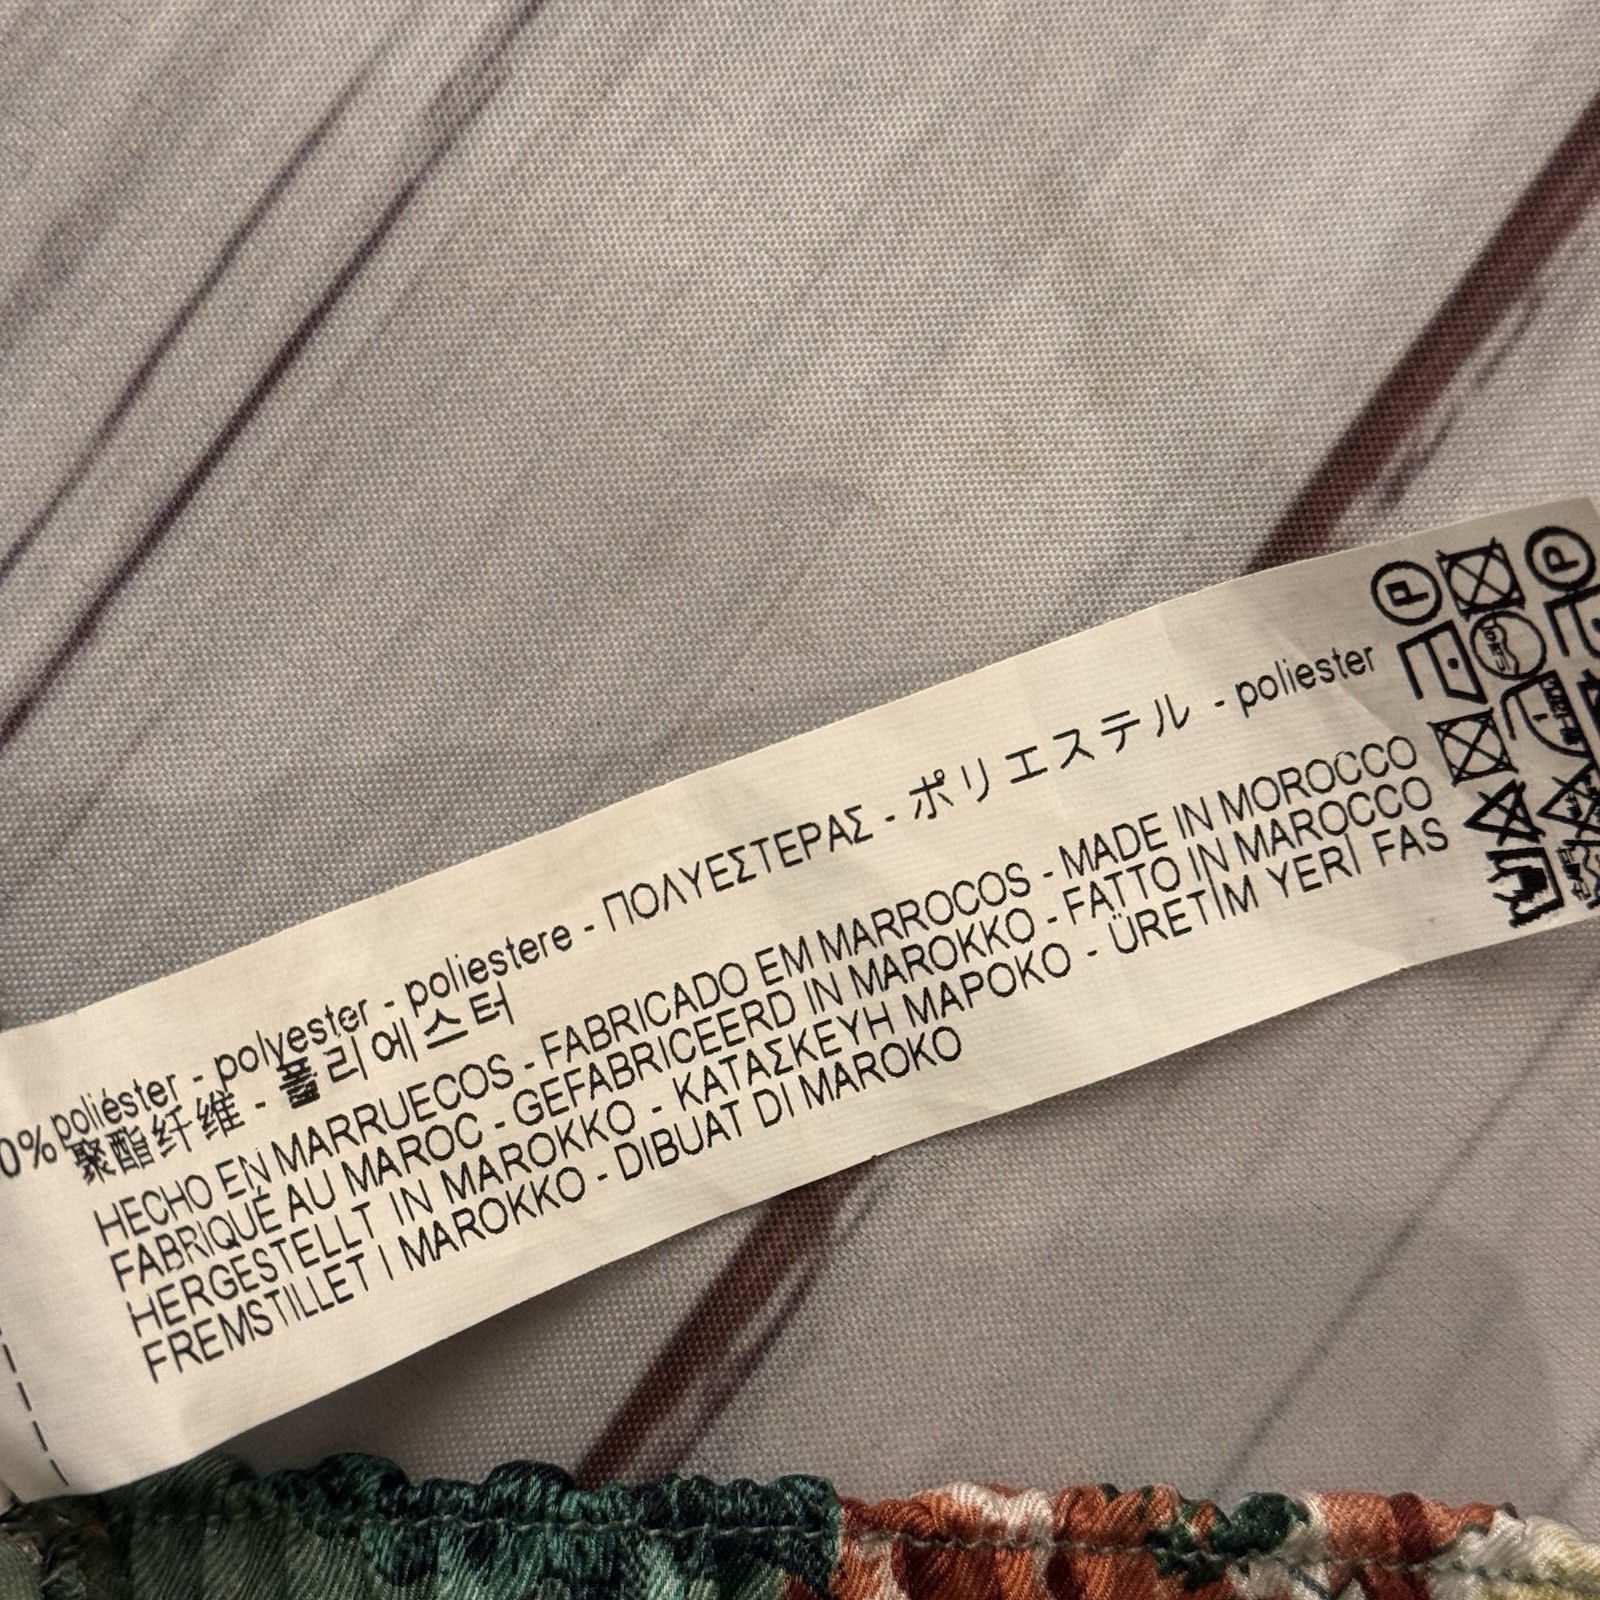 0% poliéster - polyester - poliestere - ΠΟΛΥΕΣΤΕΡΑΣ - ポリエステル - poliester
聚酯纤维 - 폴리에스터
HECHO EN MARRUECOS - FABRICADO EM MARROCOS - MADE IN MOROCCO
FABRIQUÉ AU MAROC - GEFABRICEERD IN MAROKKO - FATTO IN MAROCCO
HERGESTELLT IN MAROKKO - ΚΑΤΑΣΚΕΥΗ ΜΑΡΟΚΟ - ÜRETİM YERİ FAS
FREMSTILLET I MAROKKO - DIBUAT DI MAROKO
P
P